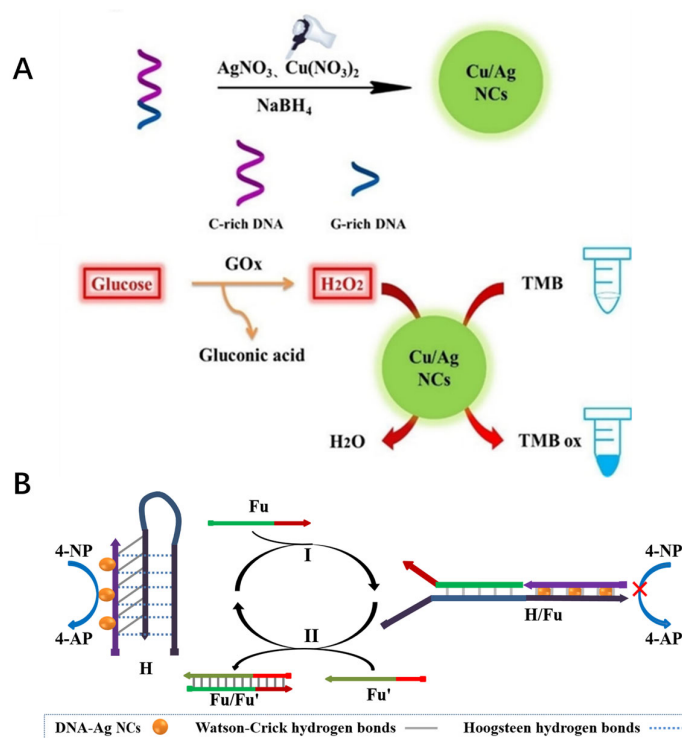 A
AgNO3、Cu(NO3)2
NaBH4
Cu/Ag
NCs
C-rich DNA
G-rich DNA
Glucose
GOx
H2O2
TMB
Gluconic acid
Cu/Ag
NCs
H2O
TMB ox
B
Fu
4-NP
4-AP
H
I
II
H/Fu
4-NP
4-AP
Fu/Fu'
Fu'
DNA-Ag NCs
Watson-Crick hydrogen bonds
Hoogsteen hydrogen bonds